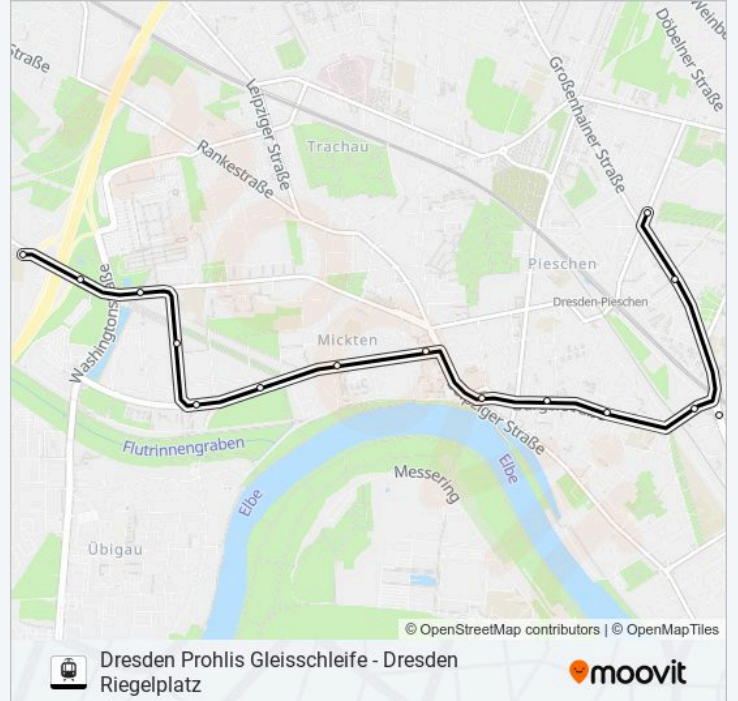 Straße
Leipziger Straße
Großenhainer Straße
Döbelner Straße
Rankestraße
Trachau
Pieschen
Dresden-Pieschen
Washingtonstraße
Mickten
Leipziger Straße
Flutrinnengraben
Elbe
Messering
Elbe
Übigau
© OpenStreetMap contributors | © OpenMapTiles
Dresden Prohlis Gleisschleife - Dresden
Riegelplatz
moovit